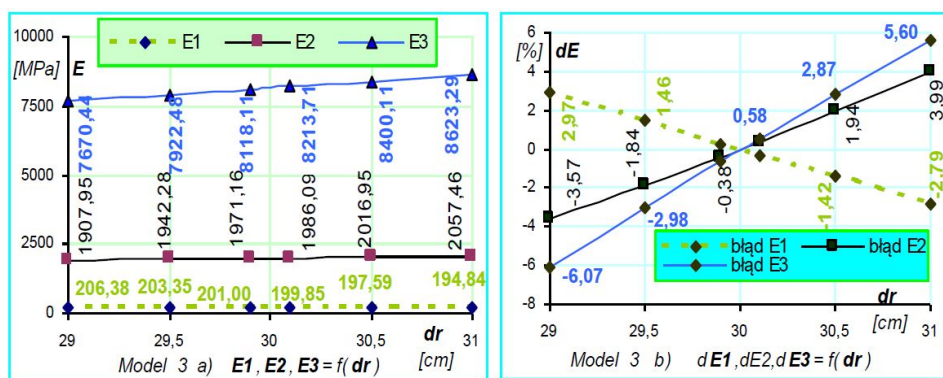 10000
[MPa] E
E1 E2 E3
7500
5000
2500
0
7670,44
7922,48
8118,11
8213,71
8400,11
8623,29
1907,95
1942,28
1971,16
1986,09
2016,95
2057,46
206,38 203,35 201,00 199,85 197,59 194,84
29 29,5 30 30,5 31
dr
[cm]
Model 3 a) E1, E2, E3 = f( dr )
6
[%] dE
4
2
0
-2
-4
-6
-8
5,60
2,87
0,58
1,46
2,97
3,99
1,94
-1,84
-3,57
-0,38
-2,98
-6,07
-1,42
-2,79
błąd E1 błąd E2
błąd E3
dr
29 29,5 30 30,5 31
[cm]
Model 3 b) d E1, dE2, d E3 = f( dr )